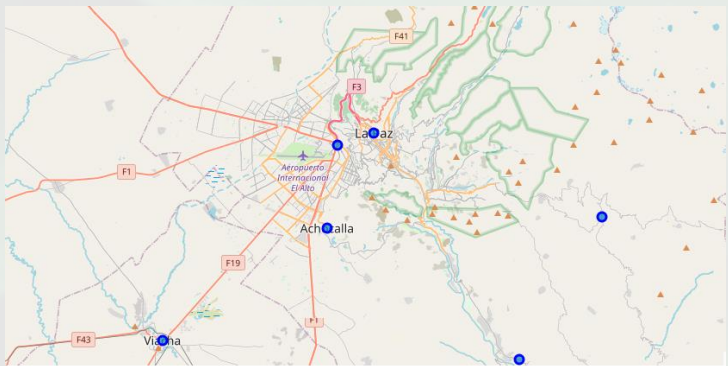 F41
F3
La Paz
Aeropuerto
Internacional
El Alto
F1
Achocalla
F19
F1
F43
Viacha